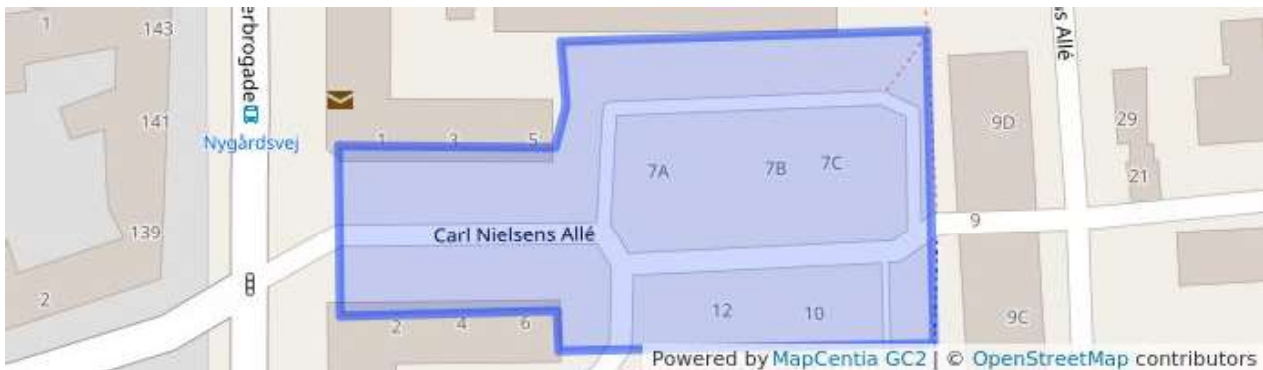 1
143
erbrogade
s Allé
141
Nygårdsvej
1
3
5
7A
7B
7C
9D
29
21
139
Carl Nielsens Allé
9
2
2
4
6
12
10
9C
Powered by MapCentia GC2 | © OpenStreetMap contributors